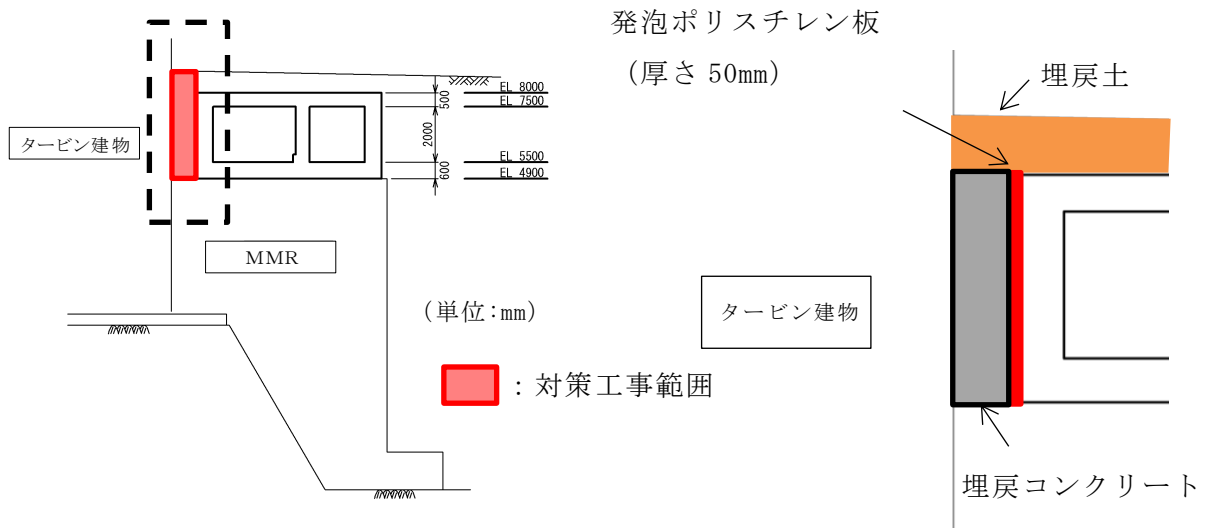 発泡ポリスチレン板
(厚さ 50mm)
埋戻土
EL 8000
500
EL 7500
2000
EL 5500
600
EL 4900
タービン建物
MMR
(単位:mm)
:対策工事範囲
タービン建物
埋戻コンクリート